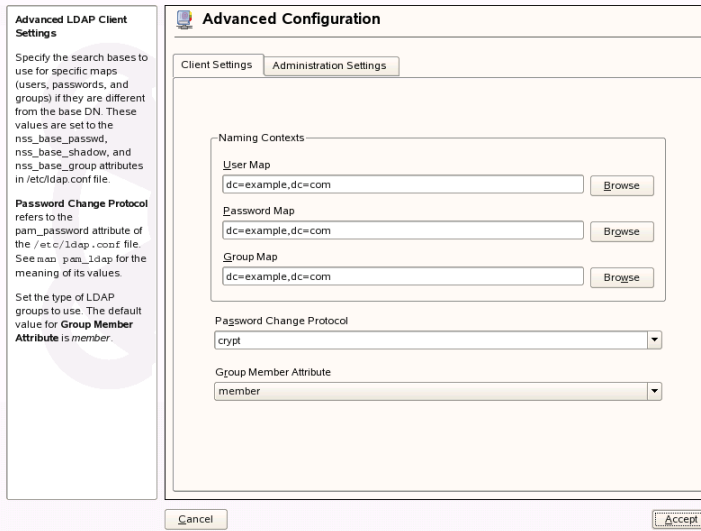 Advanced LDAP Client
Settings
Specify the search bases to
use for specific maps
(users, passwords, and
groups) if they are different
from the base DN. These
values are set to the
nss_base_passwd,
nss_base_shadow, and
nss_base_group attributes
in /etc/ldap.conf file.
Password Change Protocol
refers to the
pam_password attribute of
the /etc/ldap.conf file.
See man pam_ldap for the
meaning of its values.
Set the type of LDAP
groups to use. The default
value for Group Member
Attribute is member.
Advanced Configuration
Client Settings
Administration Settings
Naming Contexts
User Map
dc=example,dc=com
Browse
Password Map
dc=example,dc=com
Browse
Group Map
dc=example,dc=com
Browse
Password Change Protocol
crypt
Group Member Attribute
member
Cancel
Accept